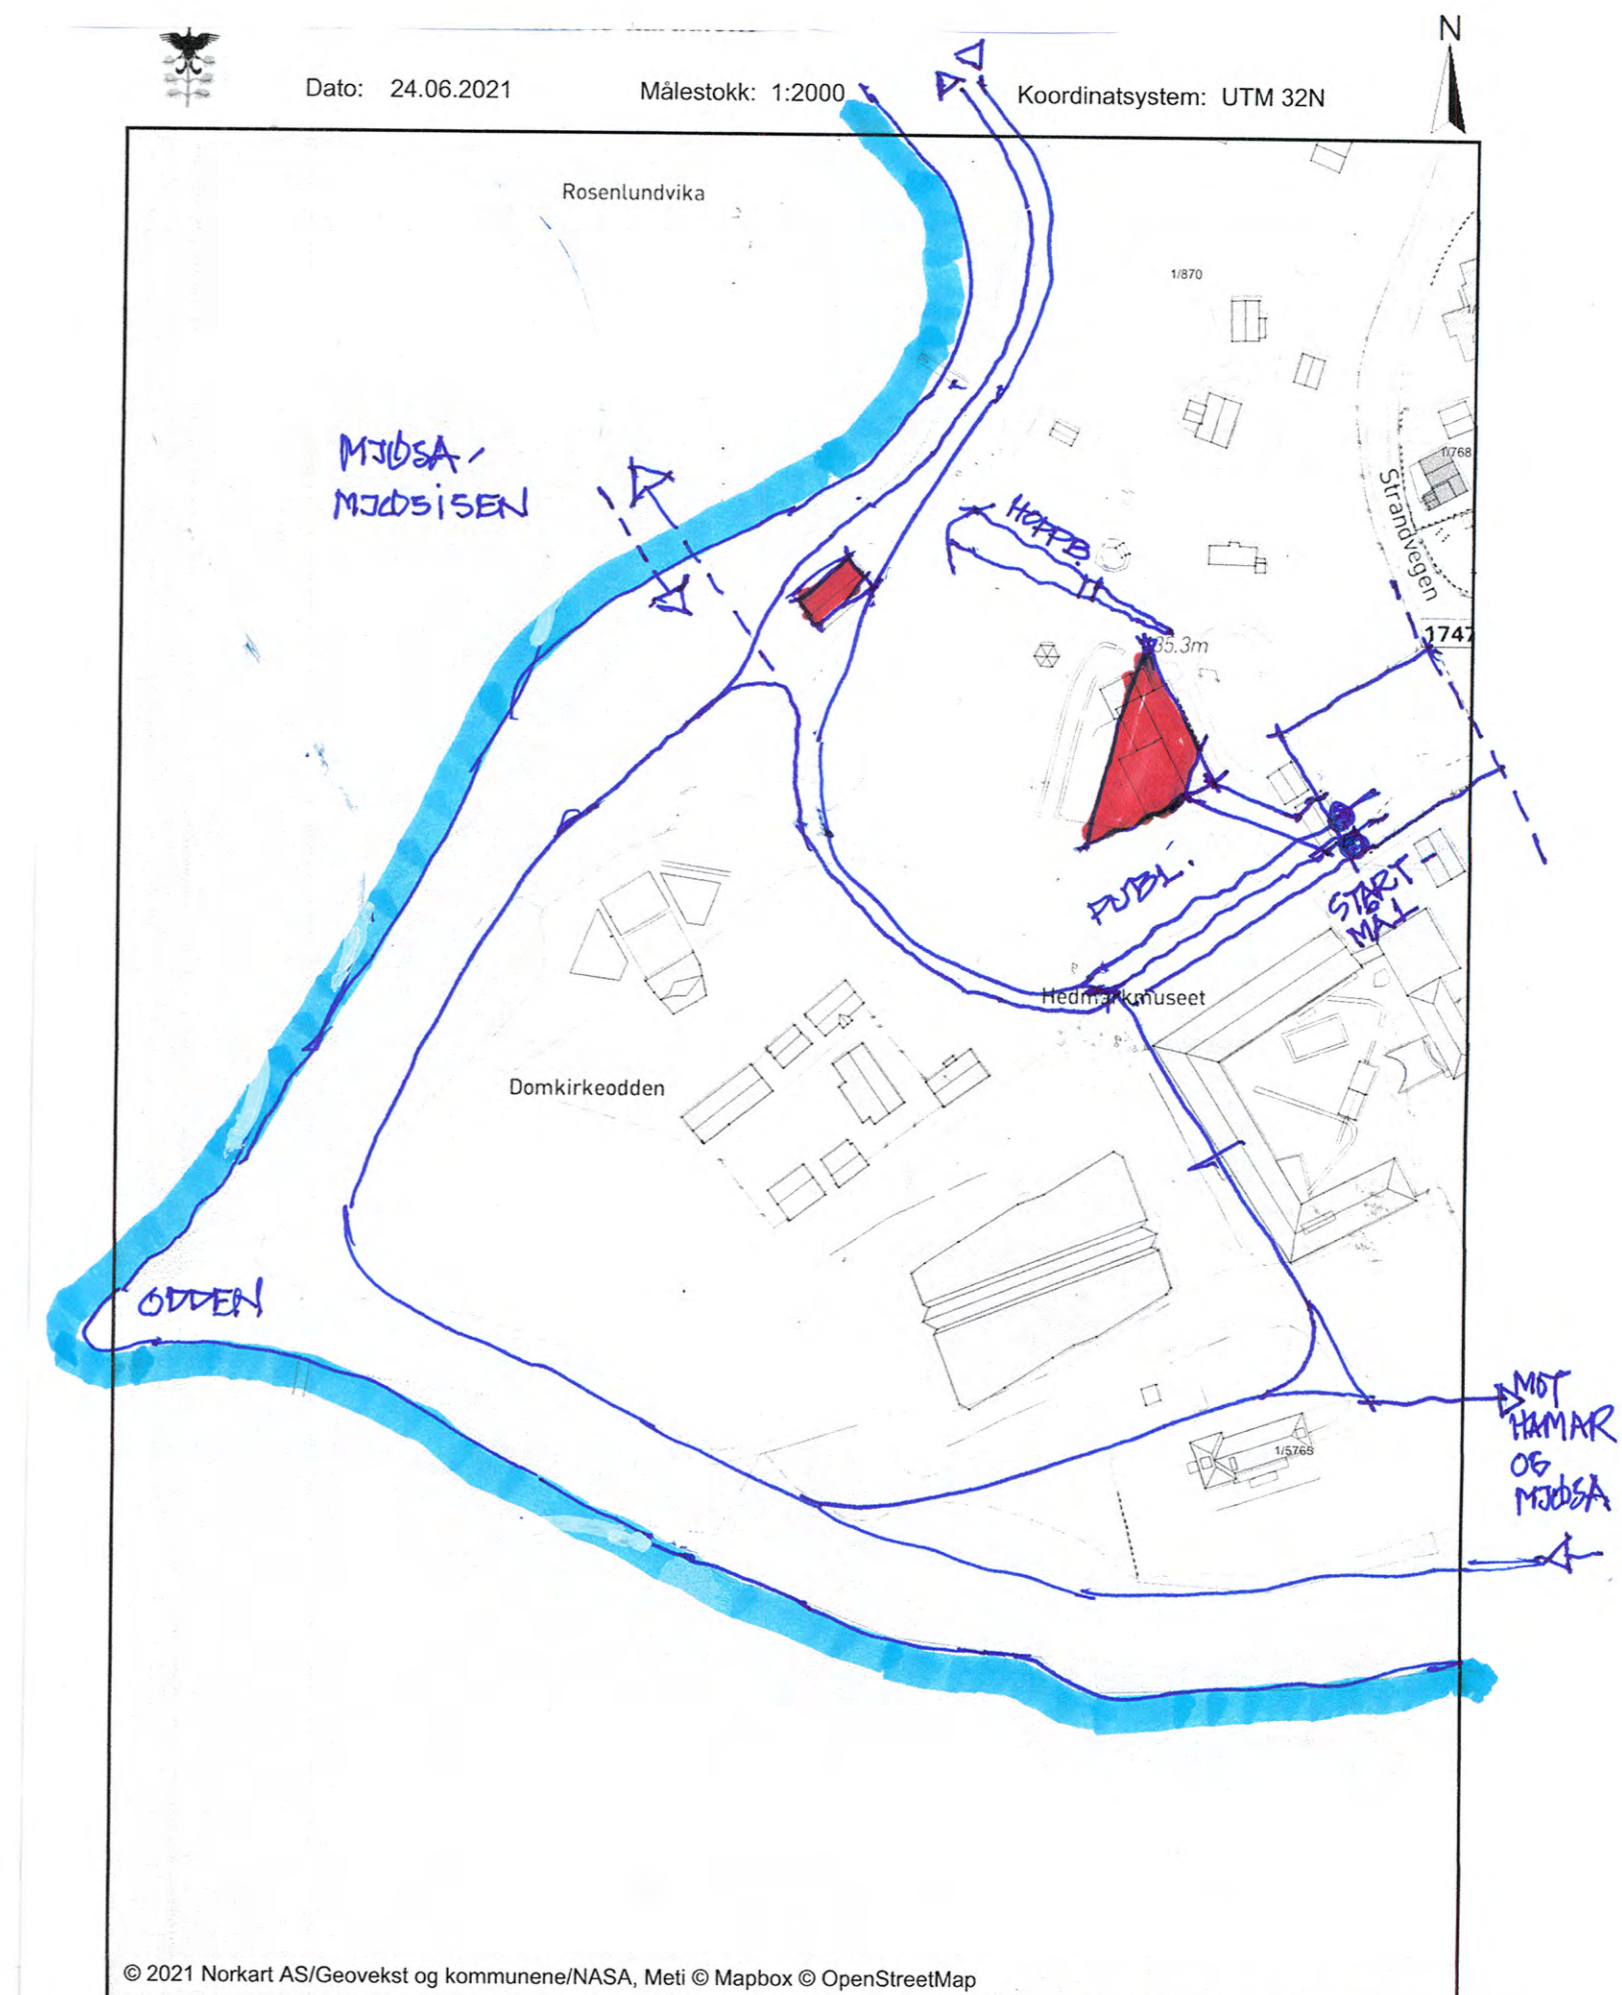 N
Dato: 24.06.2021
Målestokk: 1:2000
Koordinatsystem: UTM 32N
Rosenlundvika
1/870
MJØSA/
MJØSISEN
1/768
Strandvegen
HOPPB.
1747
35.3m
PUBL.
START-
MÅL
Hedmarkmuseet
Domkirkeodden
ODDEN
MOT
HAMAR
OG
MJØSA
1/5765
© 2021 Norkart AS/Geovekst og kommunene/NASA, Meti © Mapbox © OpenStreetMap